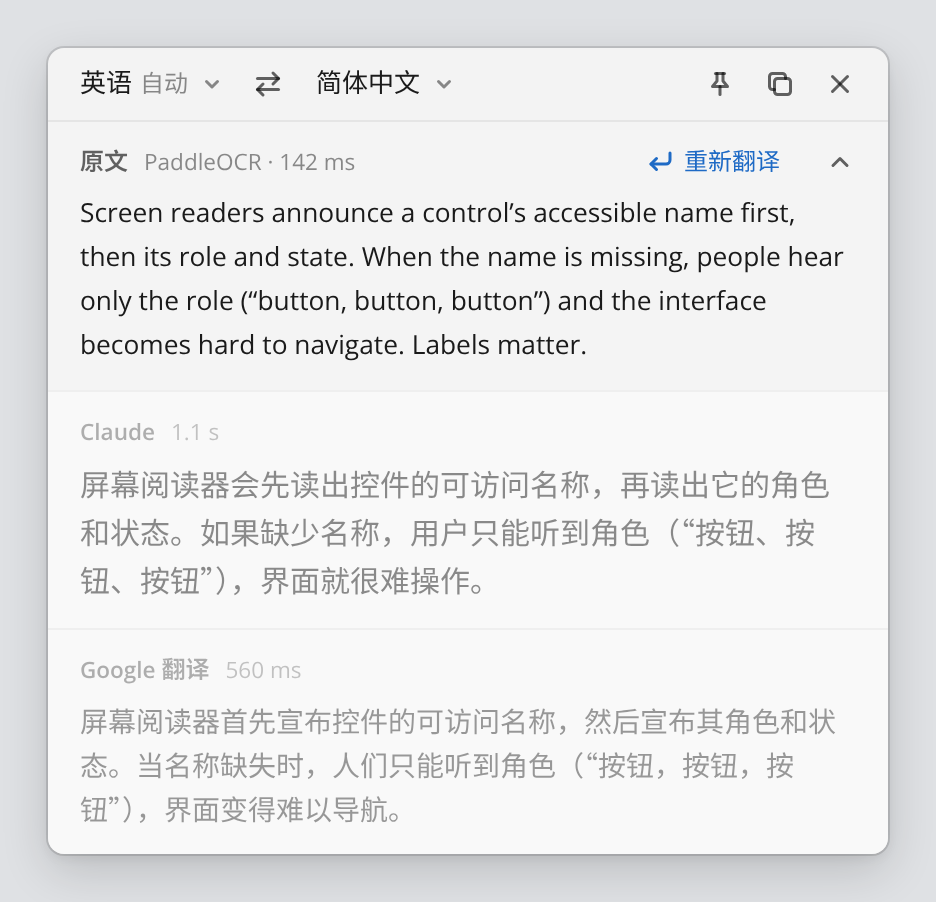 英语 自动 简体中文
原文 PaddleOCR · 142 ms 重新翻译
Screen readers announce a control’s accessible name first,
then its role and state. When the name is missing, people hear
only the role (“button, button, button”) and the interface
becomes hard to navigate. Labels matter.
Claude 1.1 s
屏幕阅读器会先读出控件的可访问名称，再读出它的角色
和状态。如果缺少名称，用户只能听到角色（“按钮、按
钮、按钮”），界面就很难操作。
Google 翻译 560 ms
屏幕阅读器首先宣布控件的可访问名称，然后宣布其角色和状
态。当名称缺失时，人们只能听到角色（“按钮，按钮，按
钮”），界面变得难以导航。